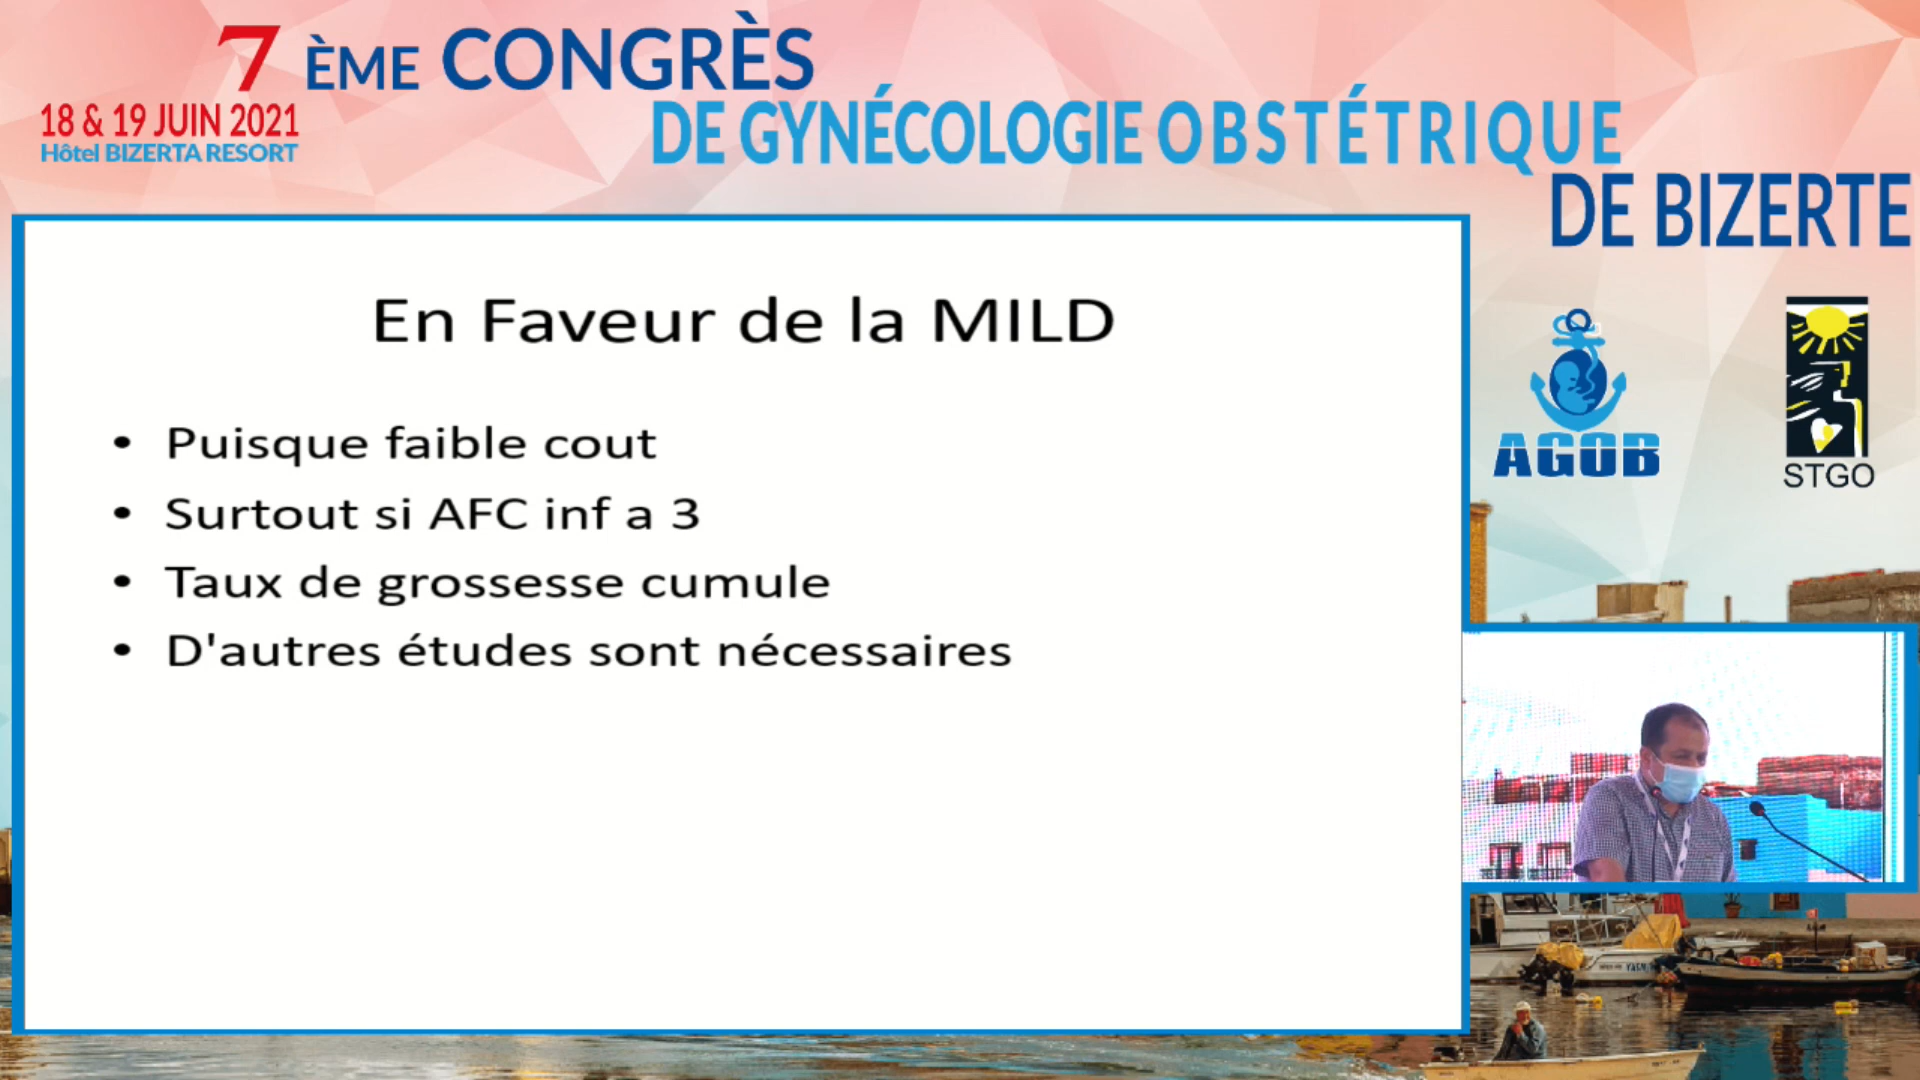 7 ÈME CONGRÈS
18 & 19 JUIN 2021
Hôtel BIZERTA RESORT
DE GYNÉCOLOGIE OBSTÉTRIQUE
DE BIZERTE
En Faveur de la MILD
• Puisque faible cout
• Surtout si AFC inf a 3
• Taux de grossesse cumule
• D'autres études sont nécessaires
AGOB
STGO